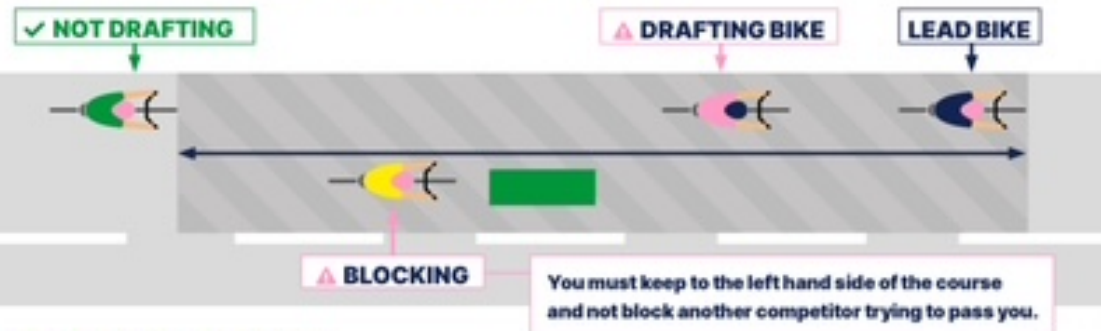 ✓ NOT DRAFTING
⚠ DRAFTING BIKE
LEAD BIKE
⚠ BLOCKING
You must keep to the left hand side of the course
and not block another competitor trying to pass you.